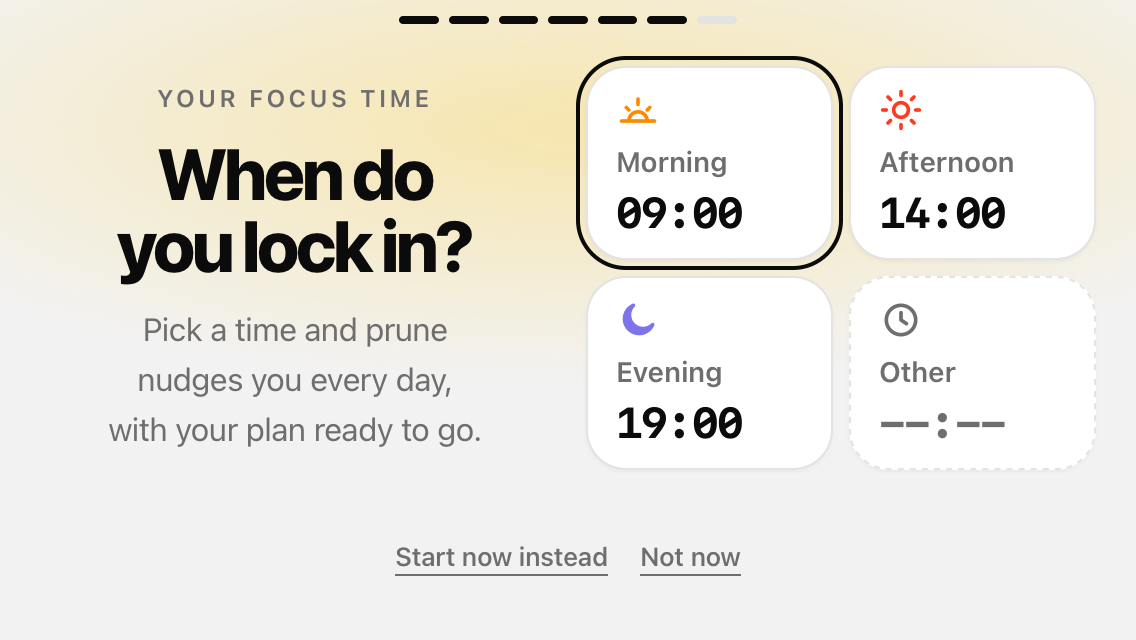 YOUR FOCUS TIME
When do
you lock in?
Pick a time and prune
nudges you every day,
with your plan ready to go.
Morning
09:00
Afternoon
14:00
Evening
19:00
Other
––:––
Start now instead
Not now